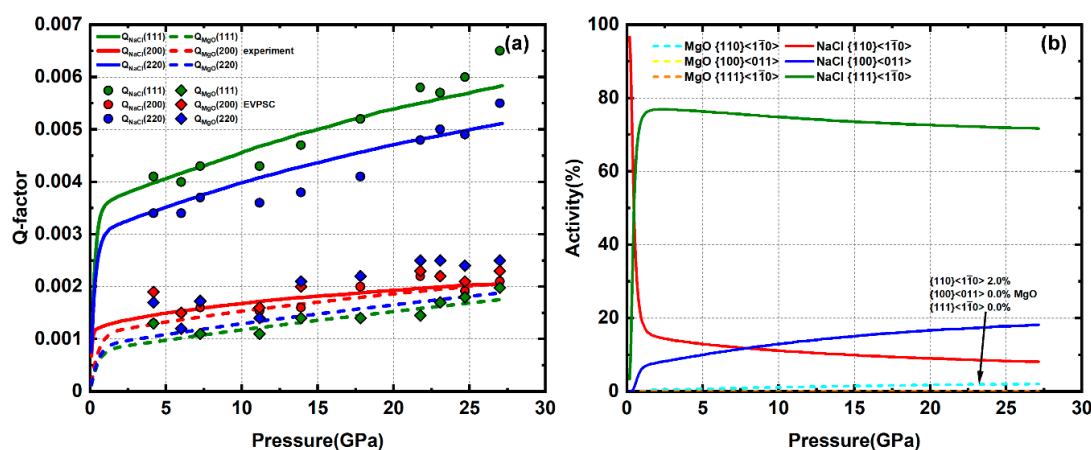 Q_NaCl(111) Q_MgO(111) (a)
Q_NaCl(200) Q_MgO(200) experiment
Q_NaCl(220) Q_MgO(220)
Q_NaCl(111) Q_MgO(111)
Q_NaCl(200) Q_MgO(200) EVPSC
Q_NaCl(220) Q_MgO(220)
0.007
0.006
0.005
0.004
0.003
0.002
0.001
0
Q-factor
0 5 10 15 20 25 30
Pressure(GPa)
MgO {110}<11̄0> NaCl {110}<11̄0> (b)
MgO {100}<011> NaCl {100}<011>
MgO {111}<11̄0> NaCl {111}<11̄0>
100
80
60
40
20
0
Activity(%)
{110}<11̄0> 2.0%
{100}<011> 0.0% MgO
{111}<11̄0> 0.0%
0 5 10 15 20 25 30
Pressure(GPa)